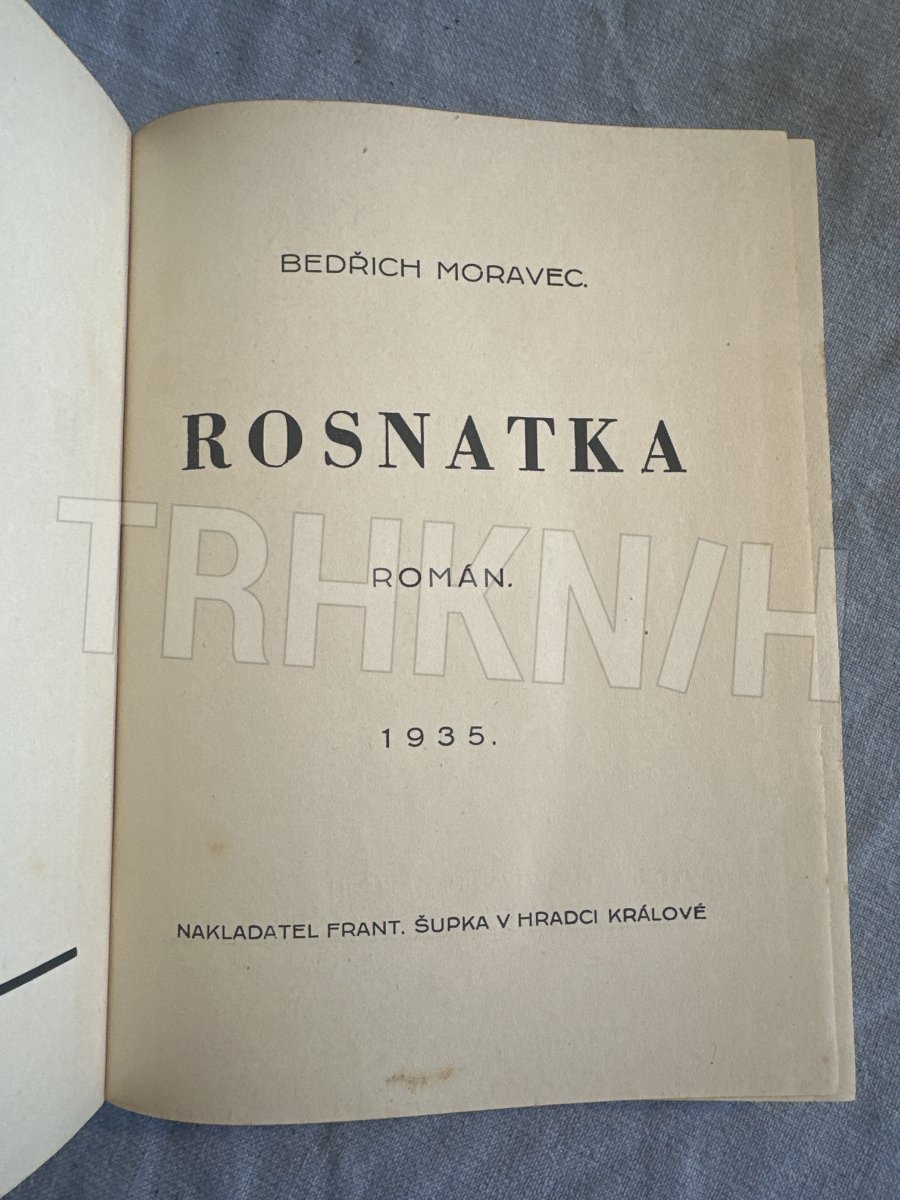 BEDŘICH MORAVEC.
ROSNATKA
TRHKNIH
ROMÁN.
1935.
NAKLADATEL FRANT. ŠUPKA V HRADCI KRÁLOVÉ